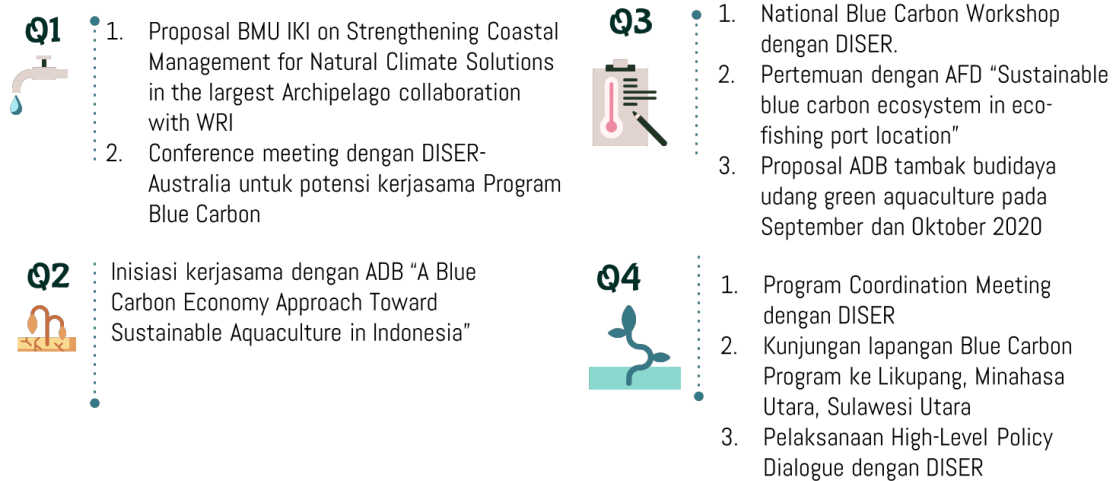 Q1
1. Proposal BMU IKI on Strengthening Coastal
Management for Natural Climate Solutions
in the largest Archipelago collaboration
with WRI
2. Conference meeting dengan DISER-
Australia untuk potensi kerjasama Program
Blue Carbon
Q2
Inisiasi kerjasama dengan ADB “A Blue
Carbon Economy Approach Toward
Sustainable Aquaculture in Indonesia”
Q3
1. National Blue Carbon Workshop
dengan DISER.
2. Pertemuan dengan AFD “Sustainable
blue carbon ecosystem in eco-
fishing port location”
3. Proposal ADB tambak budidaya
udang green aquaculture pada
September dan Oktober 2020
Q4
1. Program Coordination Meeting
dengan DISER
2. Kunjungan lapangan Blue Carbon
Program ke Likupang, Minahasa
Utara, Sulawesi Utara
3. Pelaksanaan High-Level Policy
Dialogue dengan DISER